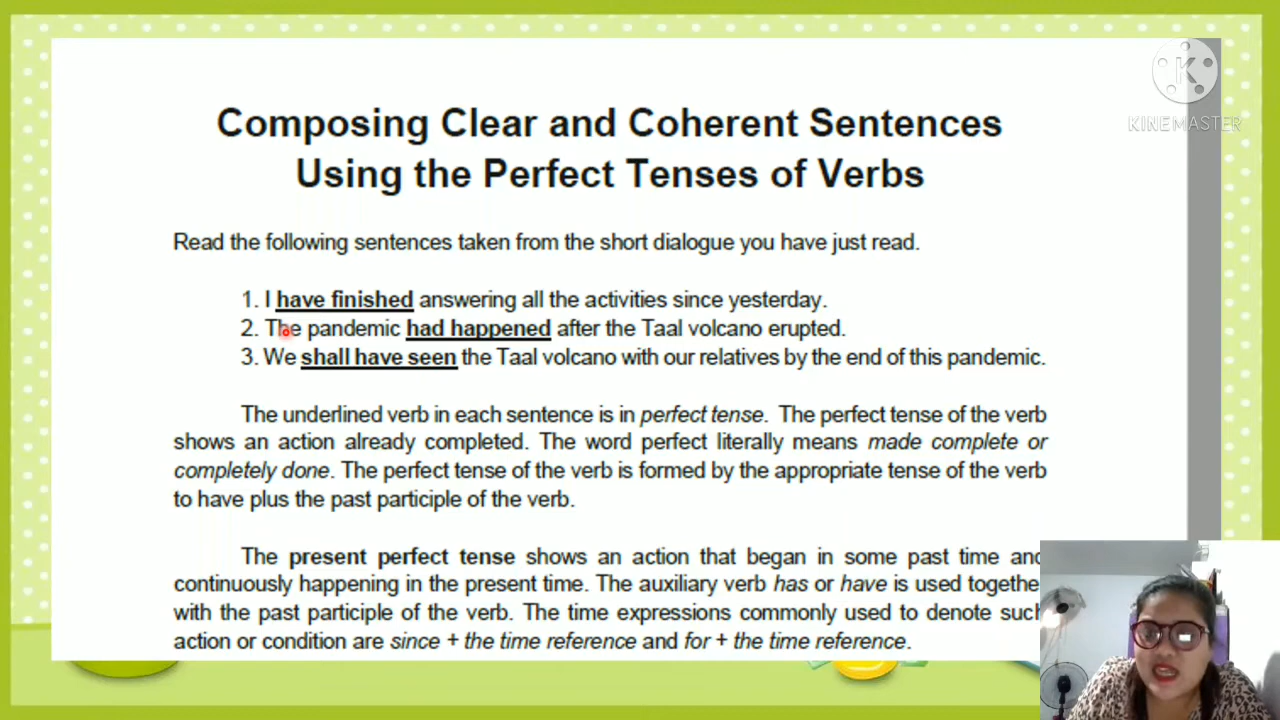 Composing Clear and Coherent Sentences
Using the Perfect Tenses of Verbs
Read the following sentences taken from the short dialogue you have just read.
1. I have finished answering all the activities since yesterday.
2. The pandemic had happened after the Taal volcano erupted.
3. We shall have seen the Taal volcano with our relatives by the end of this pandemic.
The underlined verb in each sentence is in perfect tense. The perfect tense of the verb
shows an action already completed. The word perfect literally means made complete or
completely done. The perfect tense of the verb is formed by the appropriate tense of the verb
to have plus the past participle of the verb.
The present perfect tense shows an action that began in some past time and
continuously happening in the present time. The auxiliary verb has or have is used together
with the past participle of the verb. The time expressions commonly used to denote such
action or condition are since + the time reference and for + the time reference.
K
KINEMASTER